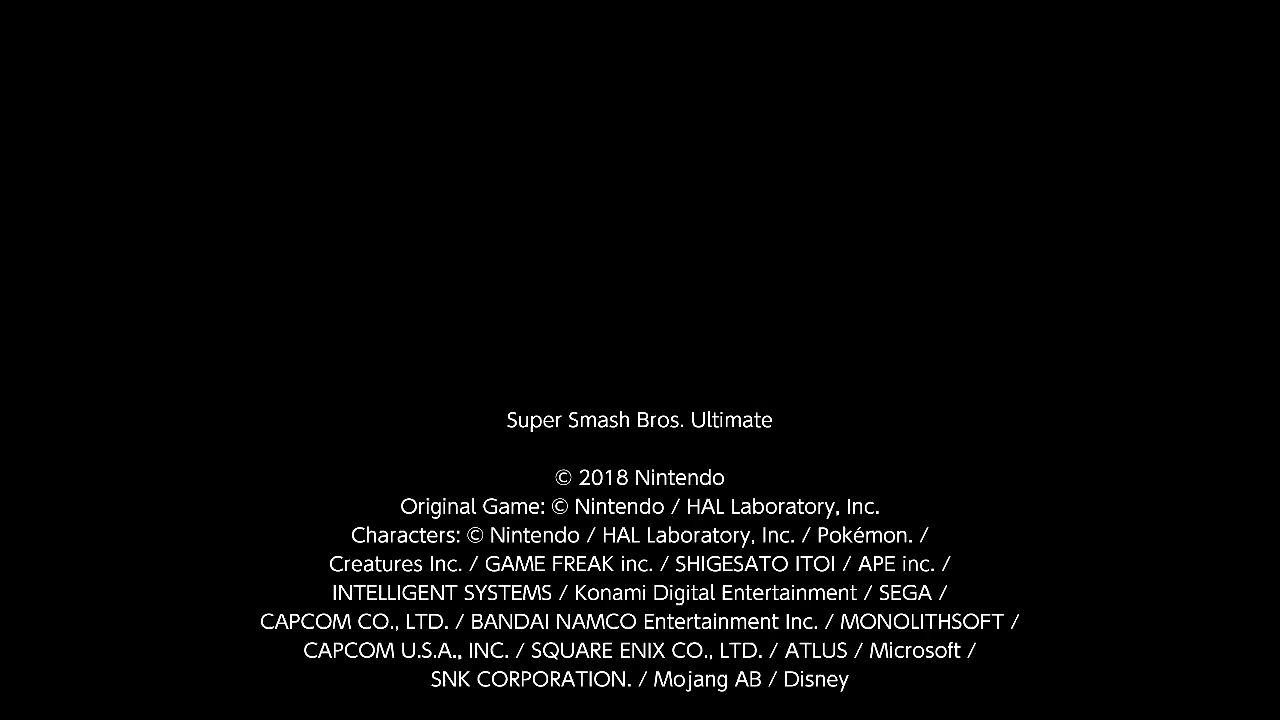 Super Smash Bros. Ultimate
© 2018 Nintendo
Original Game: © Nintendo / HAL Laboratory, Inc.
Characters: © Nintendo / HAL Laboratory, Inc. / Pokémon. /
Creatures Inc. / GAME FREAK inc. / SHIGESATO ITOI / APE inc. /
INTELLIGENT SYSTEMS / Konami Digital Entertainment / SEGA /
CAPCOM CO., LTD. / BANDAI NAMCO Entertainment Inc. / MONOLITHSOFT /
CAPCOM U.S.A., INC. / SQUARE ENIX CO., LTD. / ATLUS / Microsoft /
SNK CORPORATION. / Mojang AB / Disney